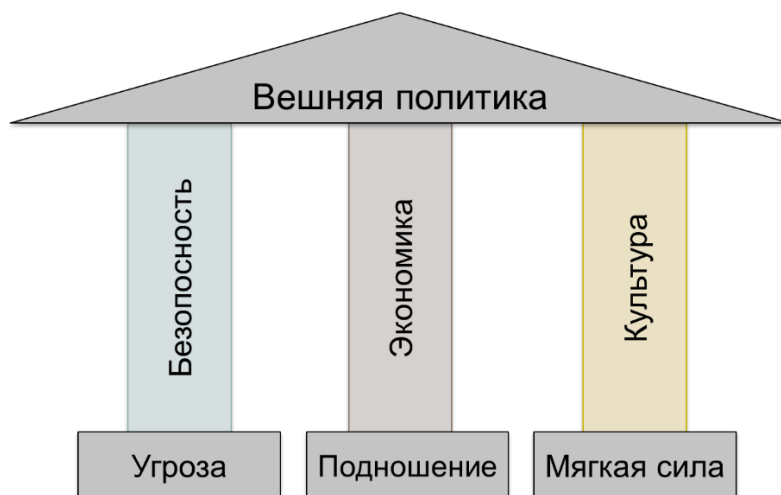 Вешняя политика
Безопосность
Экономика
Культура
Угроза
Подношение
Мягкая сила